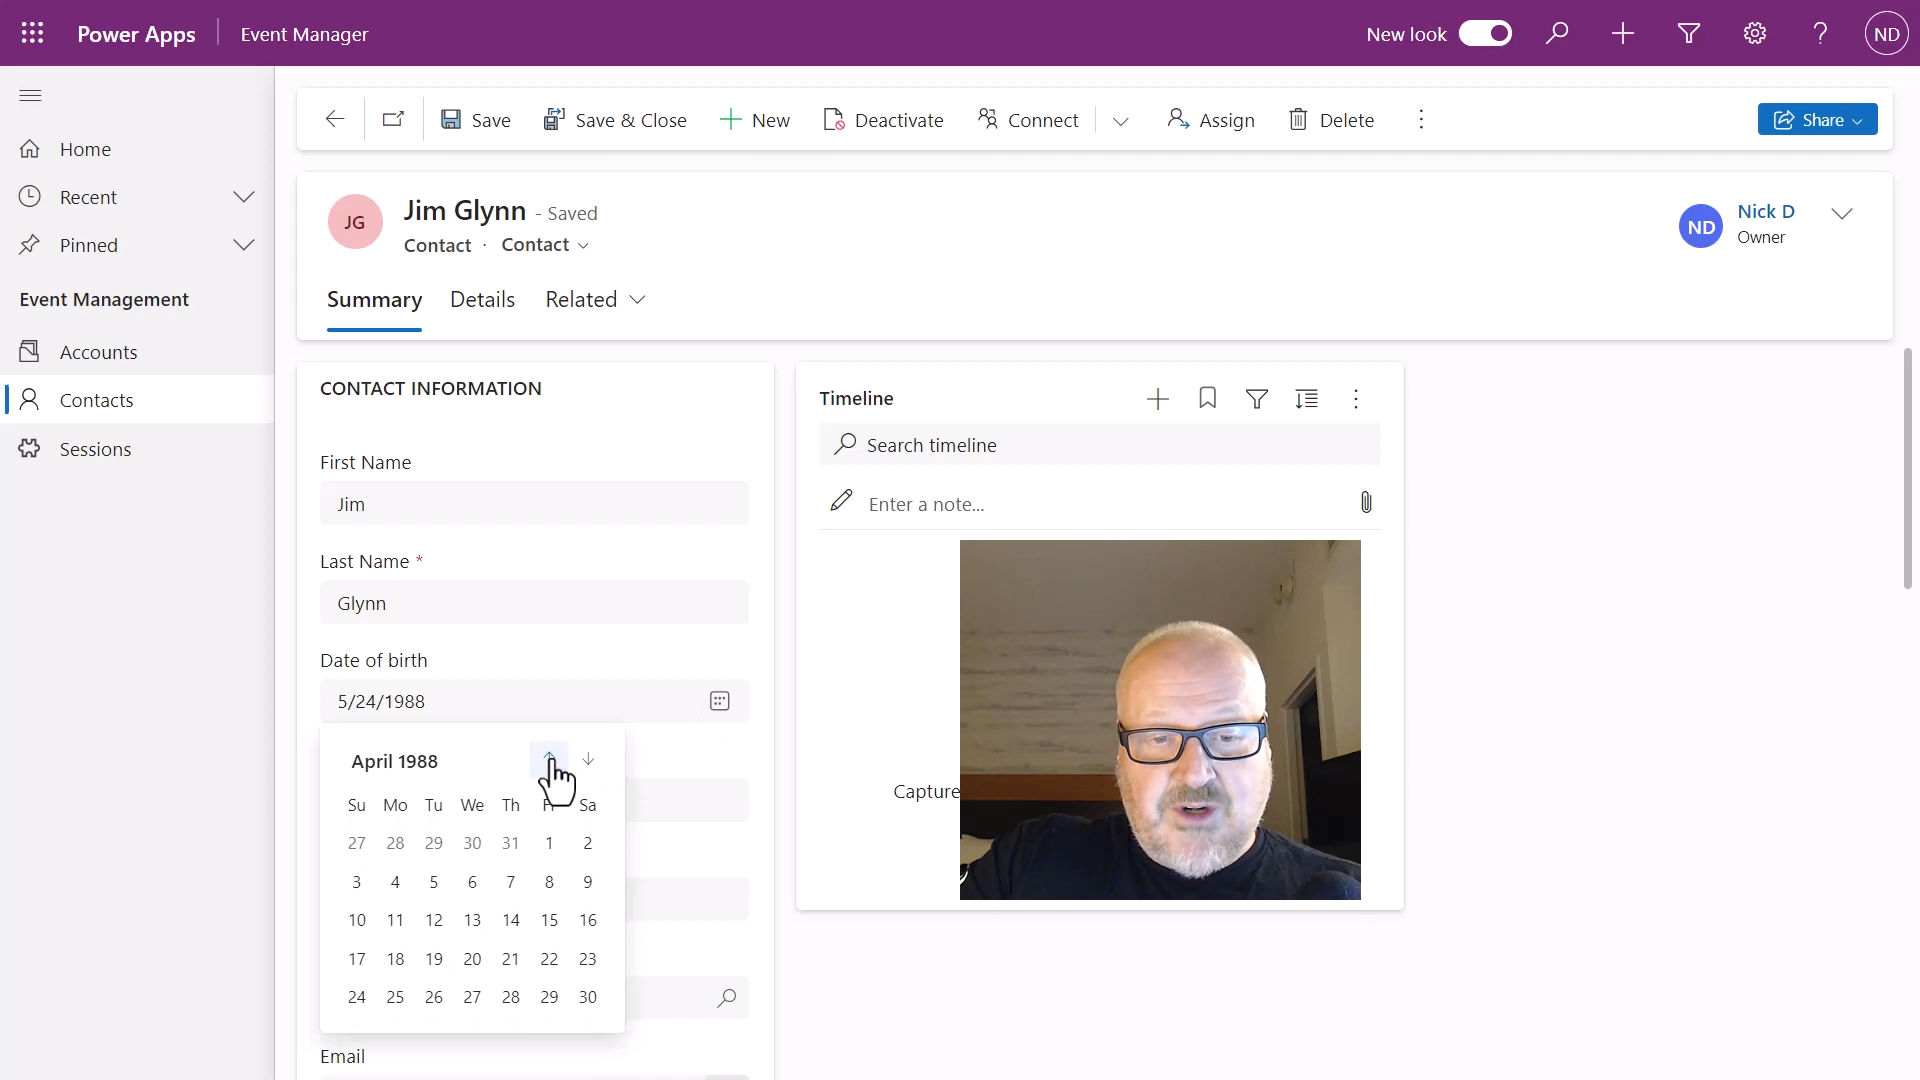 Power Apps
Event Manager
New look
ND
Home
Recent
Pinned
Event Management
Accounts
Contacts
Sessions
Save
Save & Close
New
Deactivate
Connect
Assign
Delete
Share
JG
Jim Glynn - Saved
Contact · Contact
ND
Nick D
Owner
Summary
Details
Related
CONTACT INFORMATION
First Name
Jim
Last Name *
Glynn
Date of birth
5/24/1988
April 1988
Su Mo Tu We Th Sa
27 28 29 30 31 1 2
3 4 5 6 7 8 9
10 11 12 13 14 15 16
17 18 19 20 21 22 23
24 25 26 27 28 29 30
Email
Timeline
Search timeline
Enter a note...
Capture